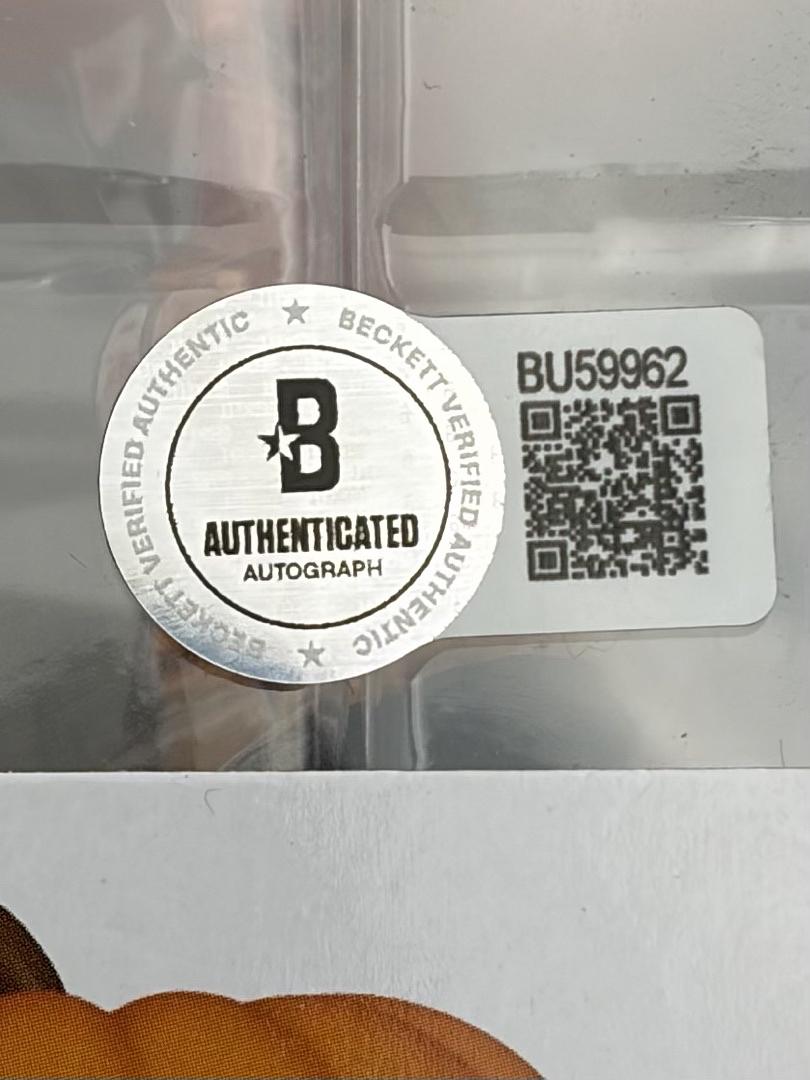 BECKETT VERIFIED AUTHENTIC
BECKETT VERIFIED AUTHENTIC
B
AUTHENTICATED
AUTOGRAPH
BU59962